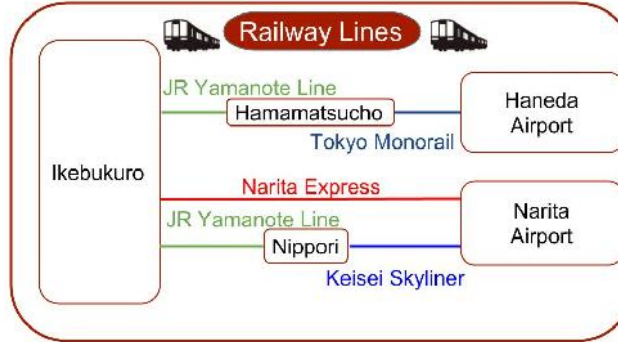 Railway Lines
JR Yamanote Line
Hamamatsucho
Haneda
Airport
Tokyo Monorail
Ikebukuro
Narita Express
JR Yamanote Line
Narita
Airport
Nippori
Keisei Skyliner